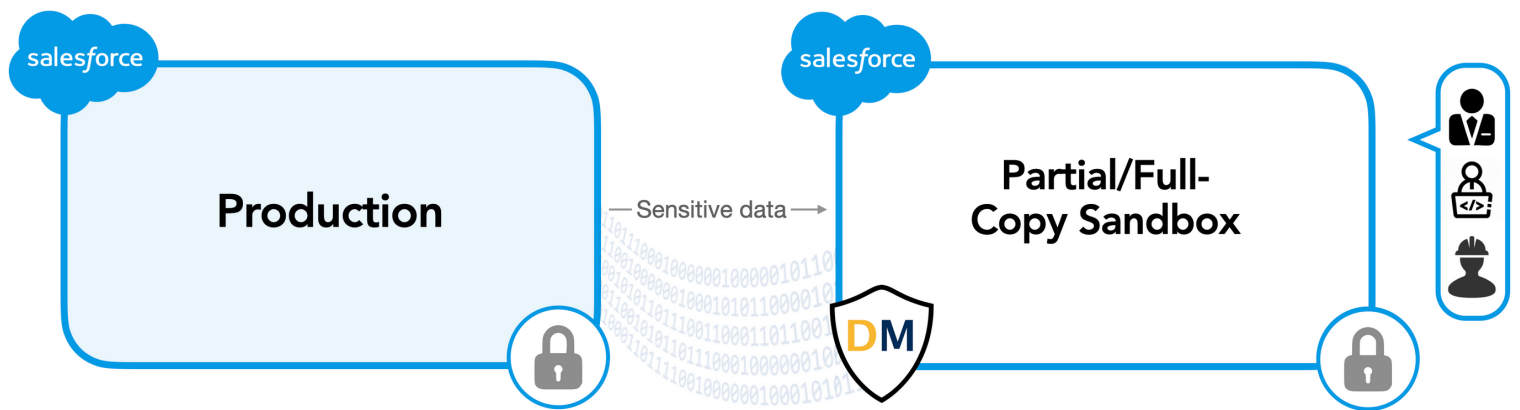 salesforce
Production
Sensitive data
salesforce
Partial/Full-
Copy Sandbox
DM
</>